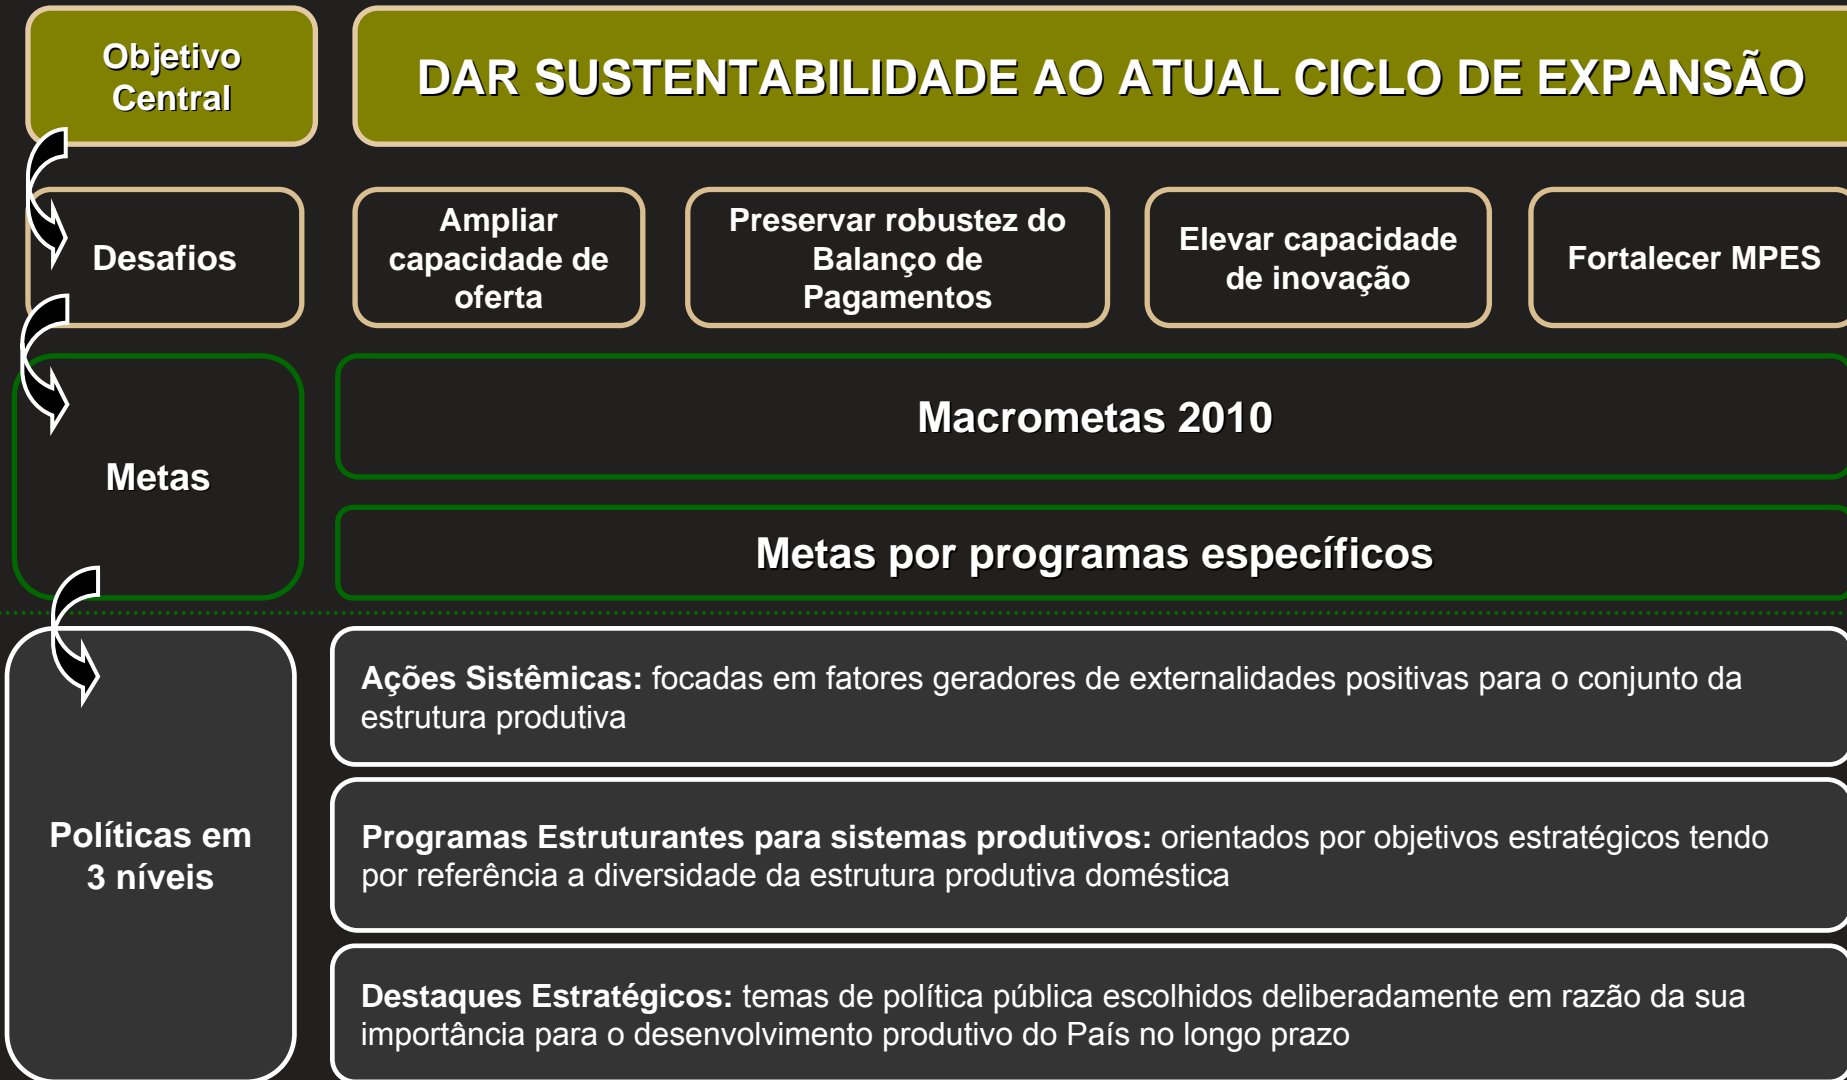 Objetivo
Central
DAR SUSTENTABILIDADE AO ATUAL CICLO DE EXPANSÃO
Desafios
Ampliar
capacidade de
oferta
Preservar robustez do
Balanço de
Pagamentos
Elevar capacidade
de inovação
Fortalecer MPES
Metas
Macrometas 2010
Metas por programas específicos
Políticas em
3 níveis
Ações Sistêmicas: focadas em fatores geradores de externalidades positivas para o conjunto da
estrutura produtiva
Programas Estruturantes para sistemas produtivos: orientados por objetivos estratégicos tendo
por referência a diversidade da estrutura produtiva doméstica
Destaques Estratégicos: temas de política pública escolhidos deliberadamente em razão da sua
importância para o desenvolvimento produtivo do País no longo prazo